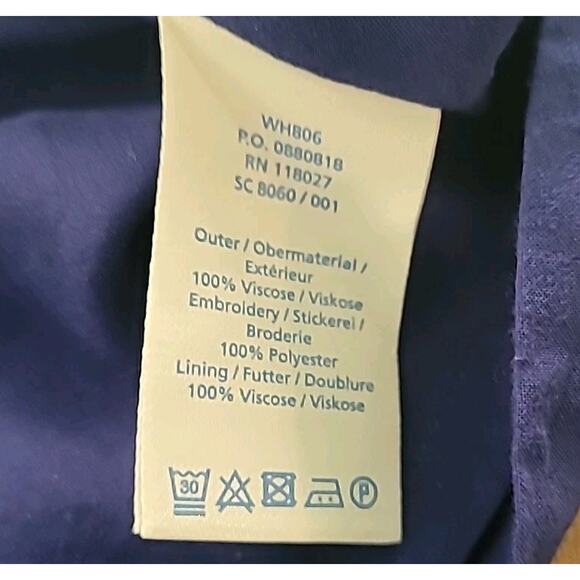 WH806
P.O. 0880818
RN 118027
SC 8060 / 001
Outer / Obermaterial /
Extérieur
100% Viscose / Viskose
Embroidery / Stickerei /
Broderie
100% Polyester
Lining / Futter / Doublure
100% Viscose / Viskose
30 P